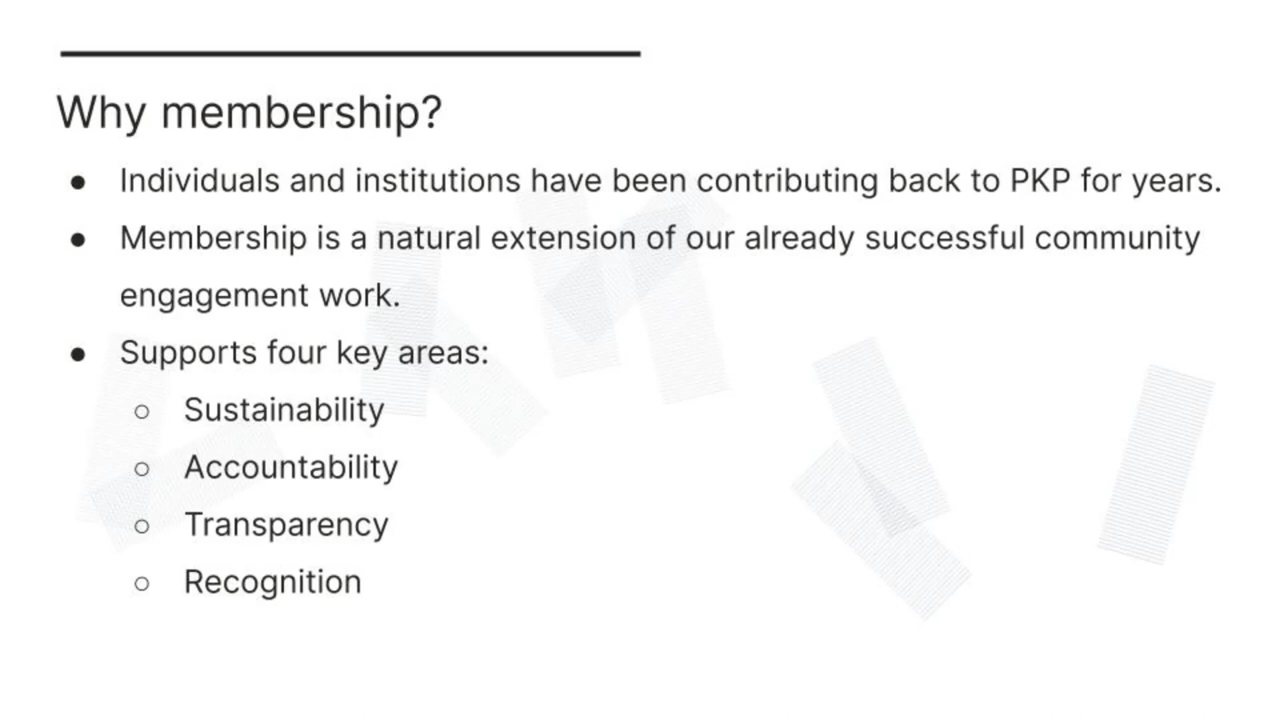 Why membership?
● Individuals and institutions have been contributing back to PKP for years.
● Membership is a natural extension of our already successful community
engagement work.
● Supports four key areas:
○ Sustainability
○ Accountability
○ Transparency
○ Recognition